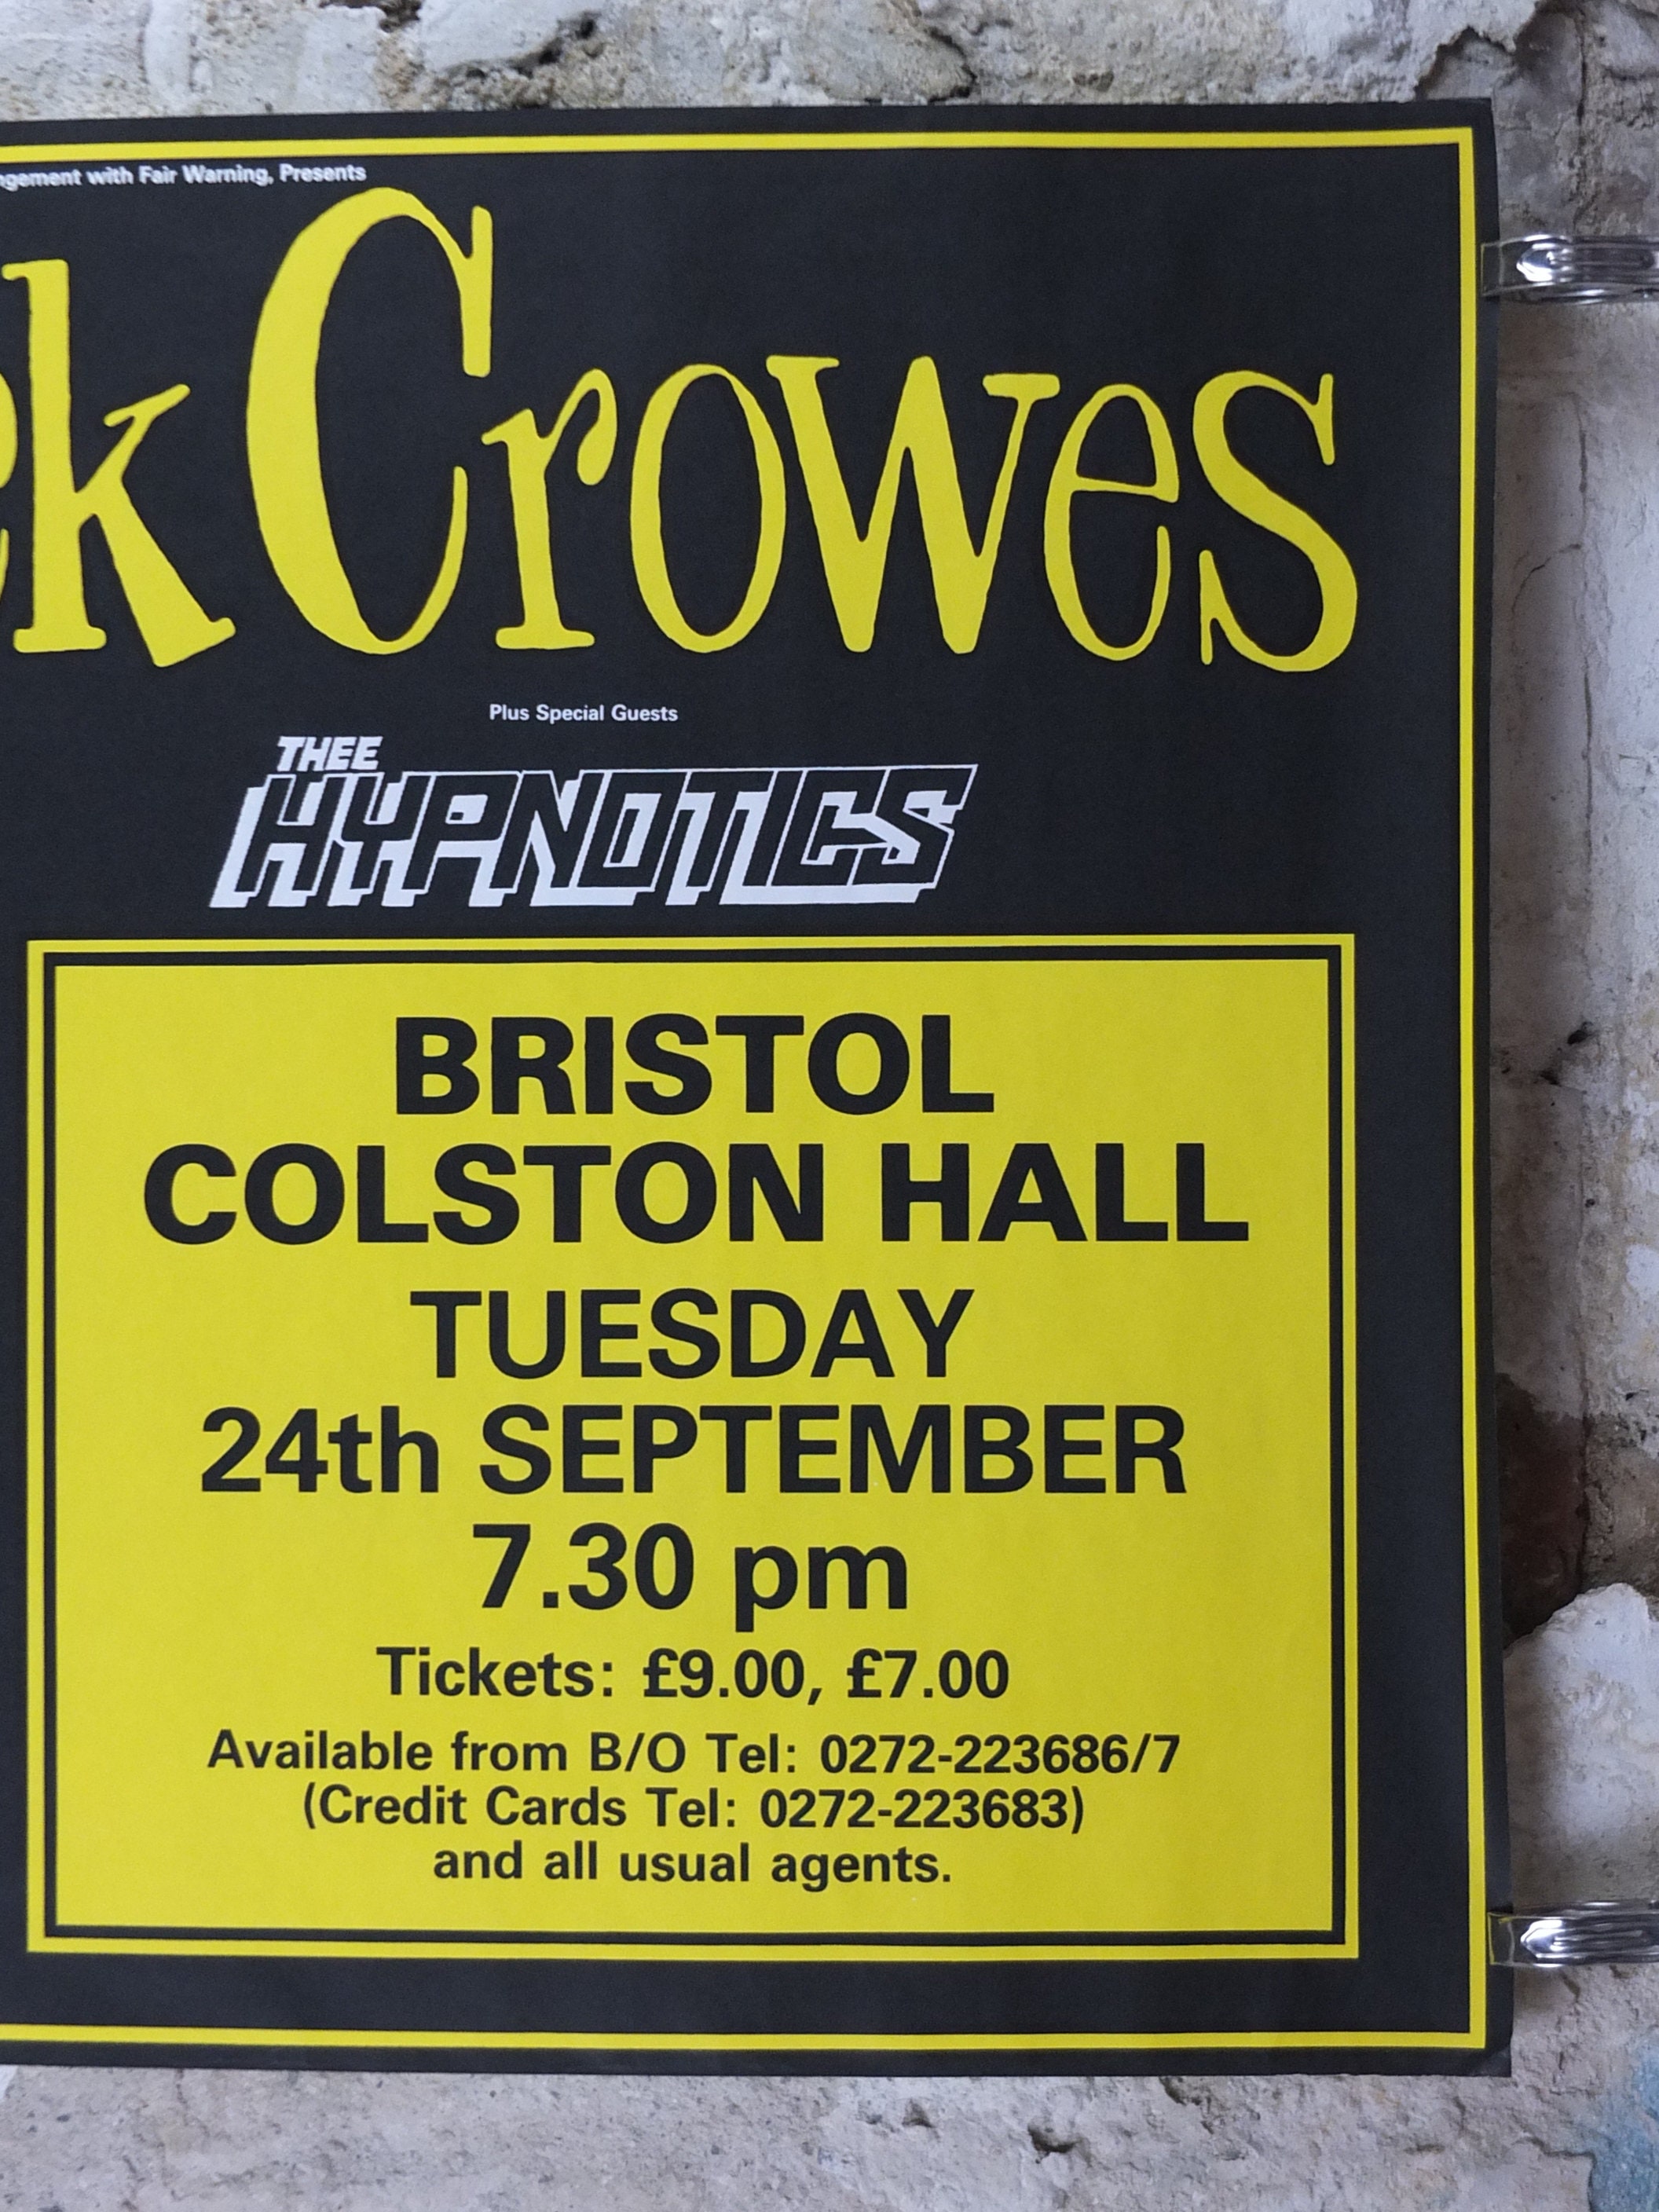 ngement with Fair Warning, Presents
ck Crowes
Plus Special Guests
THEE
HYPNOTICS
BRISTOL
COLSTON HALL
TUESDAY
24th SEPTEMBER
7.30 pm
Tickets: £9.00, £7.00
Available from B/O Tel: 0272-223686/7
(Credit Cards Tel: 0272-223683)
and all usual agents.